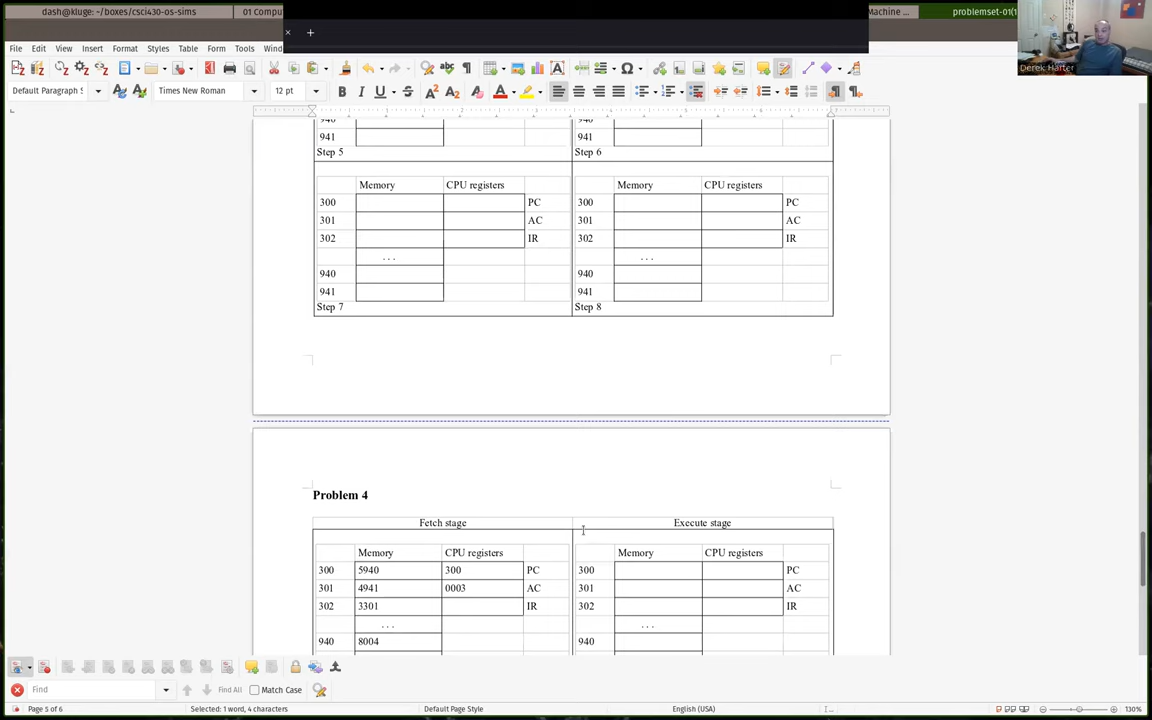 dash@kluge: ~/boxes/csci430-os-sims
01 Compu
Machine ...
problemset-01(1
File Edit View Insert Format Styles Table Form Tools Wind
Derek Harter
Default Paragraph S
Times New Roman
12 pt
940
941
Step 5
Step 6
Memory CPU registers
Memory CPU registers
300 PC
300 PC
301 AC
301 AC
302 IR
302 IR
. . .
. . .
940
940
941
941
Step 7
Step 8
Problem 4
Fetch stage
Execute stage
Memory CPU registers
Memory CPU registers
300 5940 300 PC
300 PC
301 4941 0003 AC
301 AC
302 3301 IR
302 IR
. . .
. . .
940 8004
940
Find
Find All
Match Case
Page 5 of 6
Selected: 1 word, 4 characters
Default Page Style
English (USA)
130%